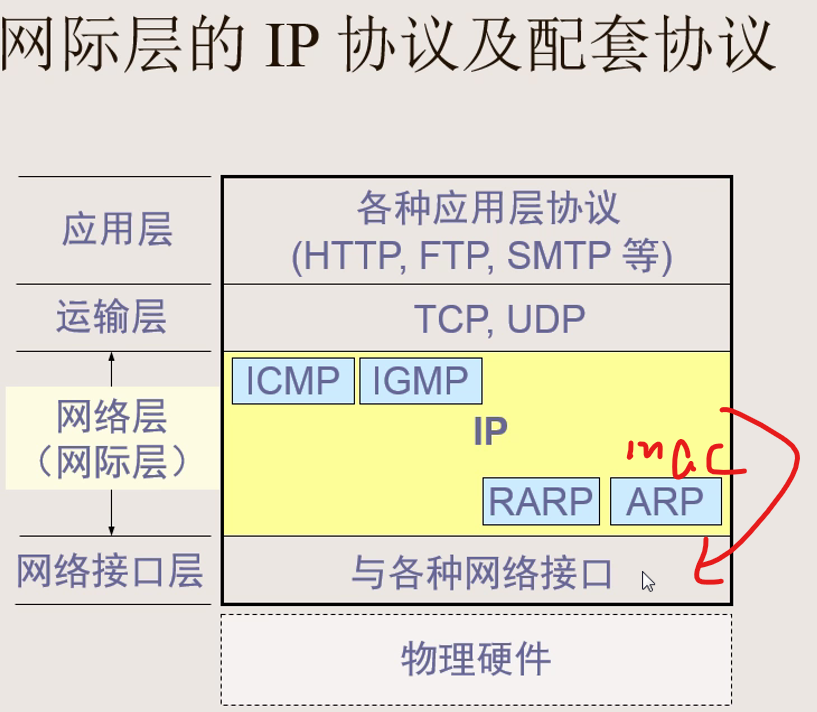 网际层的 IP 协议及配套协议
应用层
各种应用层协议
(HTTP, FTP, SMTP 等)
运输层
TCP, UDP
ICMP
IGMP
网络层
（网际层）
IP
mac
RARP
ARP
网络接口层
与各种网络接口
物理硬件